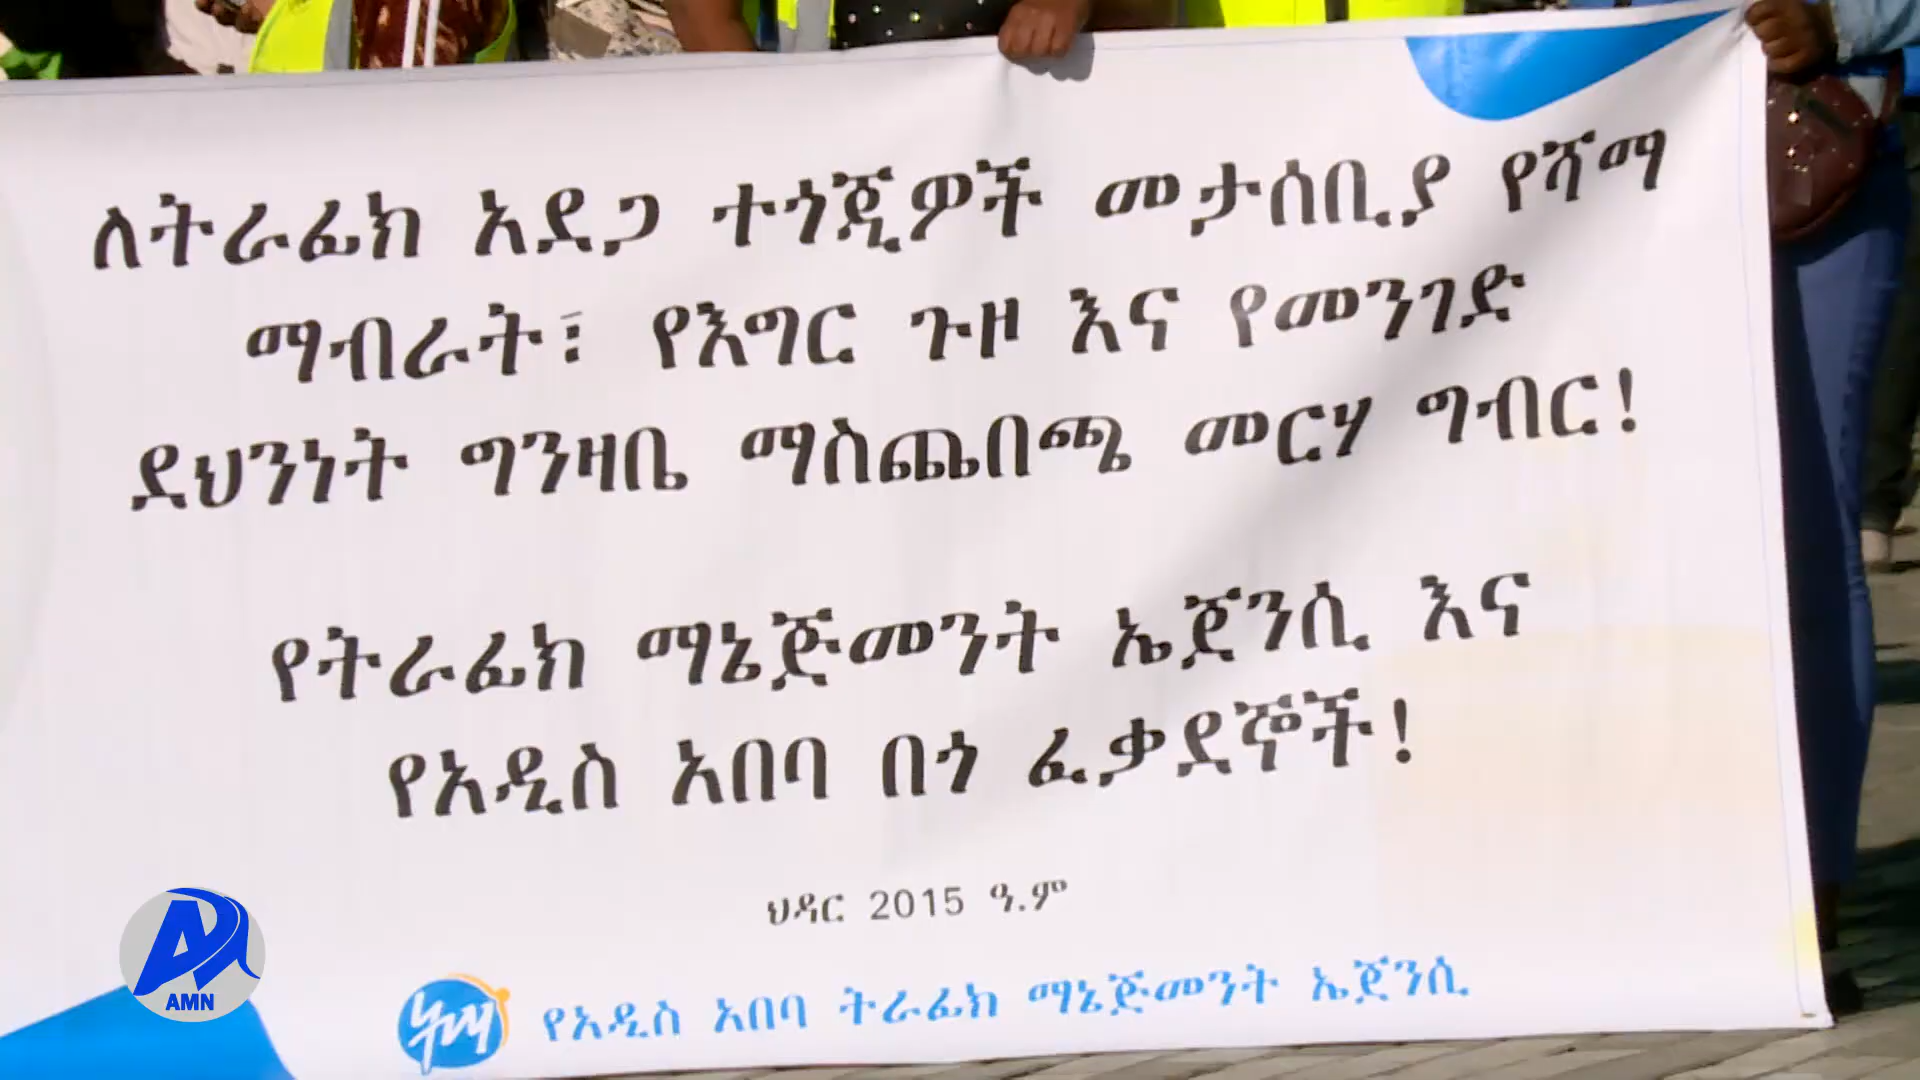 ለትራፊክ አደጋ ተጎጂዎች መታሰቢያ የሻማ
ማብራት፣ የእግር ጉዞ እና የመንገድ
ደህንነት ግንዛቤ ማስጨበጫ መርሃ ግብር!
የትራፊክ ማኔጅመንት ኤጀንሲ እና
የአዲስ አበባ በጎ ፈቃደኞች!
ህዳር 2015 ዓ.ም
የአዲስ አበባ ትራፊክ ማኔጅመንት ኤጀንሲ
AMN